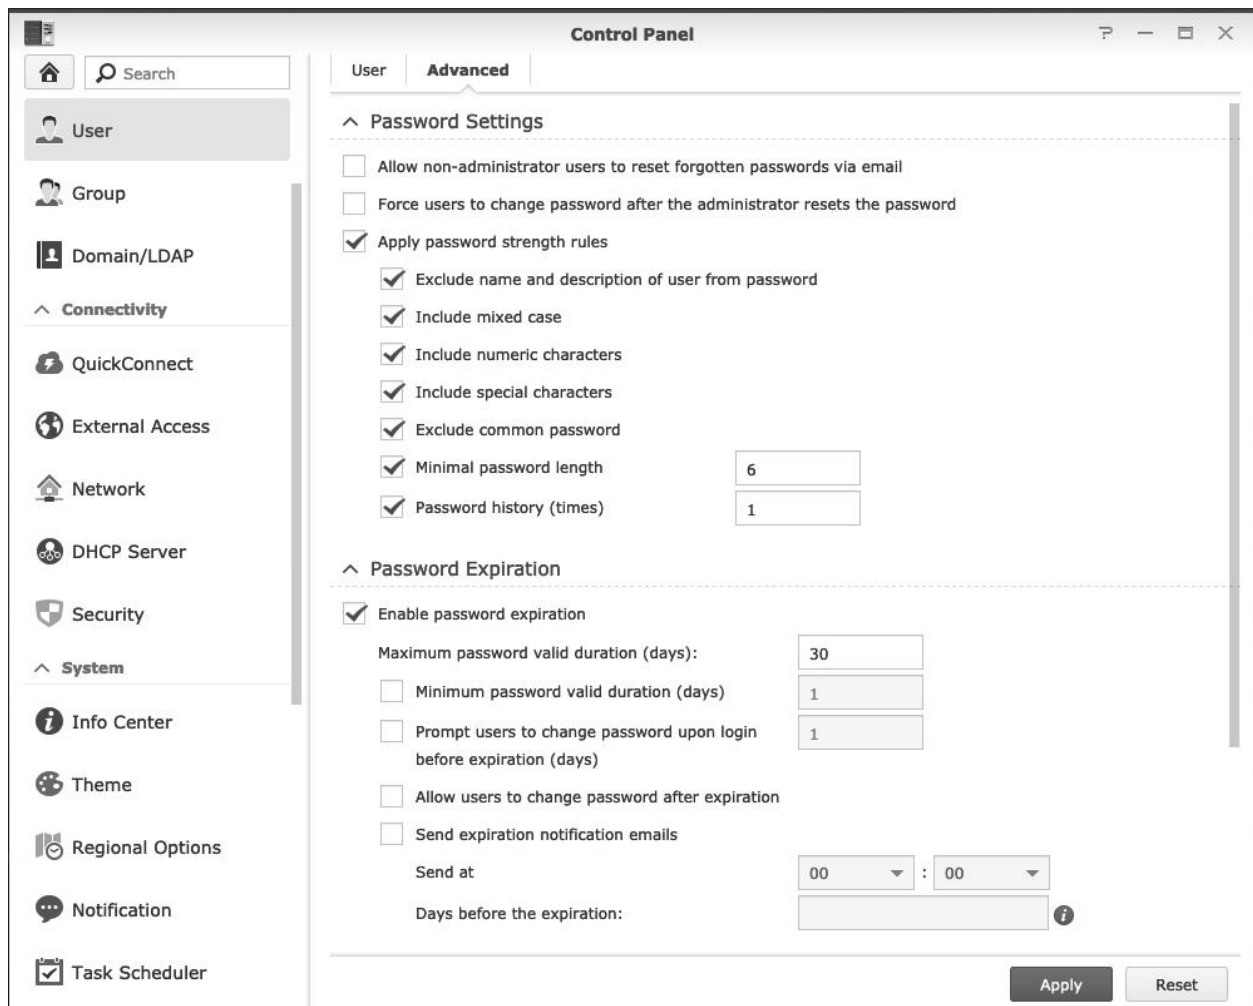 Control Panel
Search
User
Group
Domain/LDAP
Connectivity
QuickConnect
External Access
Network
DHCP Server
Security
System
Info Center
Theme
Regional Options
Notification
Task Scheduler
User Advanced
Password Settings
Allow non-administrator users to reset forgotten passwords via email
Force users to change password after the administrator resets the password
Apply password strength rules
Exclude name and description of user from password
Include mixed case
Include numeric characters
Include special characters
Exclude common password
Minimal password length 6
Password history (times) 1
Password Expiration
Enable password expiration
Maximum password valid duration (days): 30
Minimum password valid duration (days) 1
Prompt users to change password upon login 1
before expiration (days)
Allow users to change password after expiration
Send expiration notification emails
Send at 00 : 00
Days before the expiration:
Apply Reset